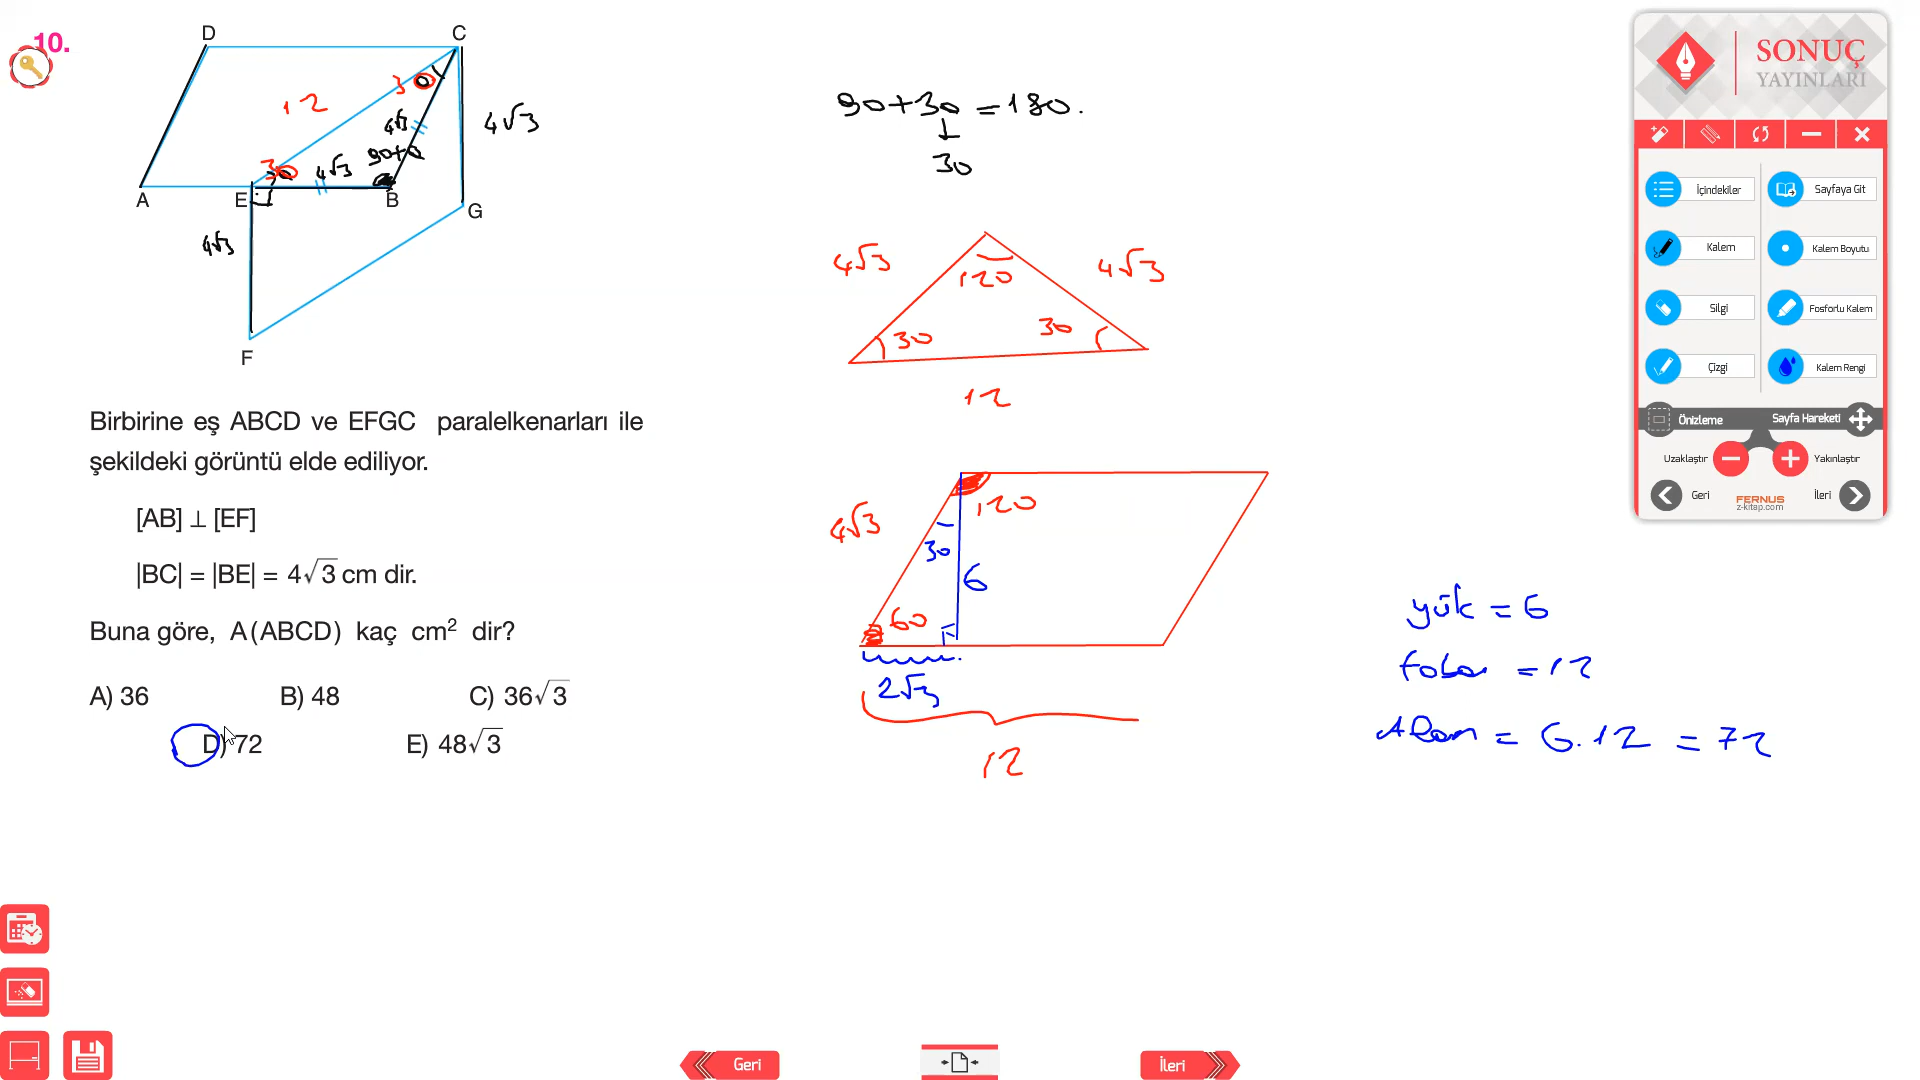 10.
D
C
A
E
B
G
F
12
30
30
4√3
4√3
90+α
4√3
4√3
Birbirine eş ABCD ve EFGC paralelkenarları ile
şekildeki görüntü elde ediliyor.
[AB] ⊥ [EF]
|BC| = |BE| = 4√3 cm dir.
Buna göre, A(ABCD) kaç cm² dir?
A) 36
B) 48
C) 36√3
D) 72
E) 48√3
= 180.
30
4√3
120
4√3
30
30
12
4√3
120
30
6
60
2√3
12
yük = 6
= 12
Alan = 6.12 = 72
SONUÇ
YAYINLARI
İçindekiler
Sayfaya Git
Kalem
Kalem Boyutu
Silgi
Fosforlu Kalem
Çizgi
Kalem Rengi
Önizleme
Sayfa Hareketi
Uzaklaştır
Yakınlaştır
Geri
FERNUS
z-kitap.com
İleri
Geri
İleri